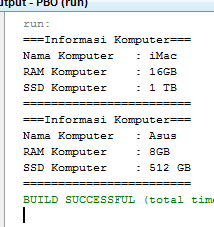 utput - PBO (run)
run:
===Informasi Komputer===
Nama Komputer   : iMac
RAM Komputer    : 16GB
SSD Komputer    : 1 TB
========================
===Informasi Komputer===
Nama Komputer   : Asus
RAM Komputer    : 8GB
SSD Komputer    : 512 GB
========================
BUILD SUCCESSFUL (total time